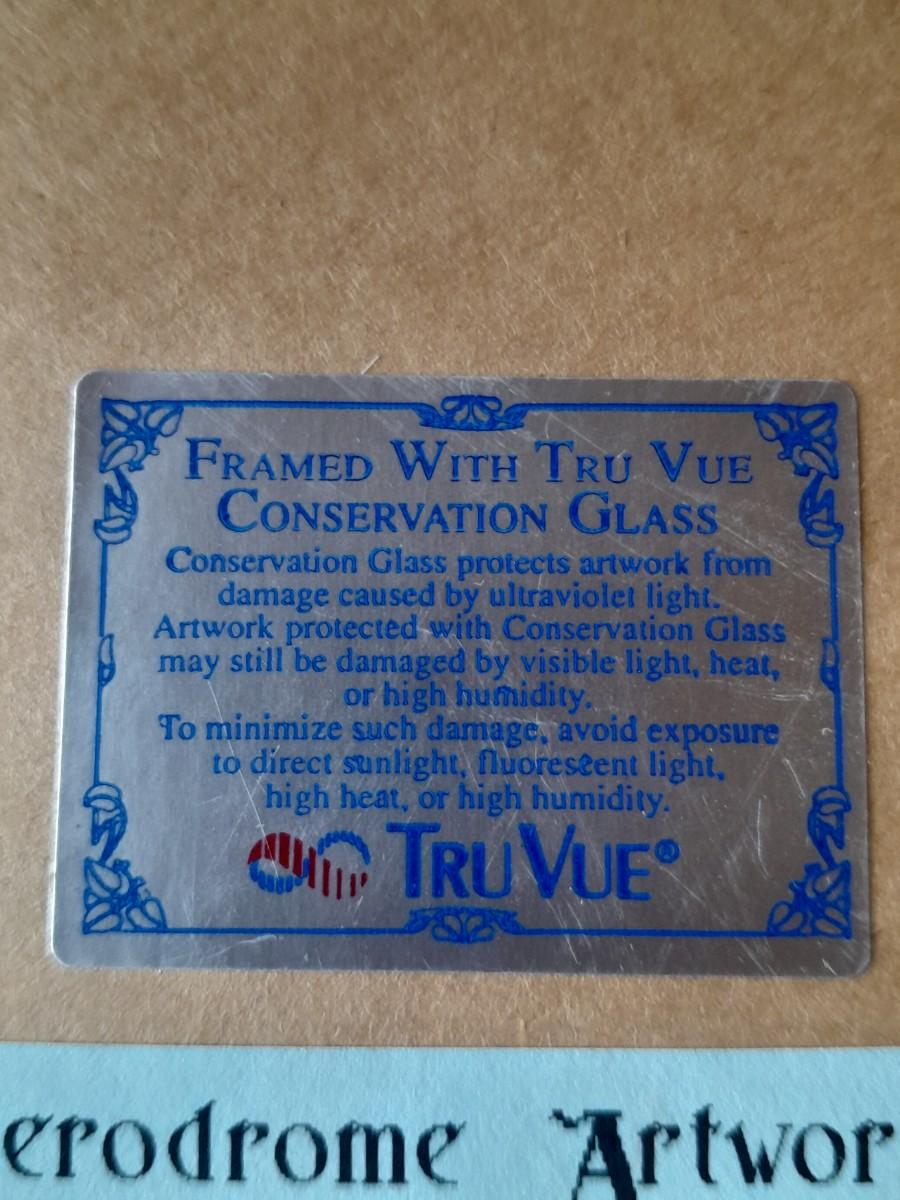 FRAMED WITH TRU VUE
CONSERVATION GLASS
Conservation Glass protects artwork from
damage caused by ultraviolet light.
Artwork protected with Conservation Glass
may still be damaged by visible light, heat,
or high humidity.
To minimize such damage, avoid exposure
to direct sunlight, fluorescent light,
high heat, or high humidity.
TRU VUE®
erodrome Artwor